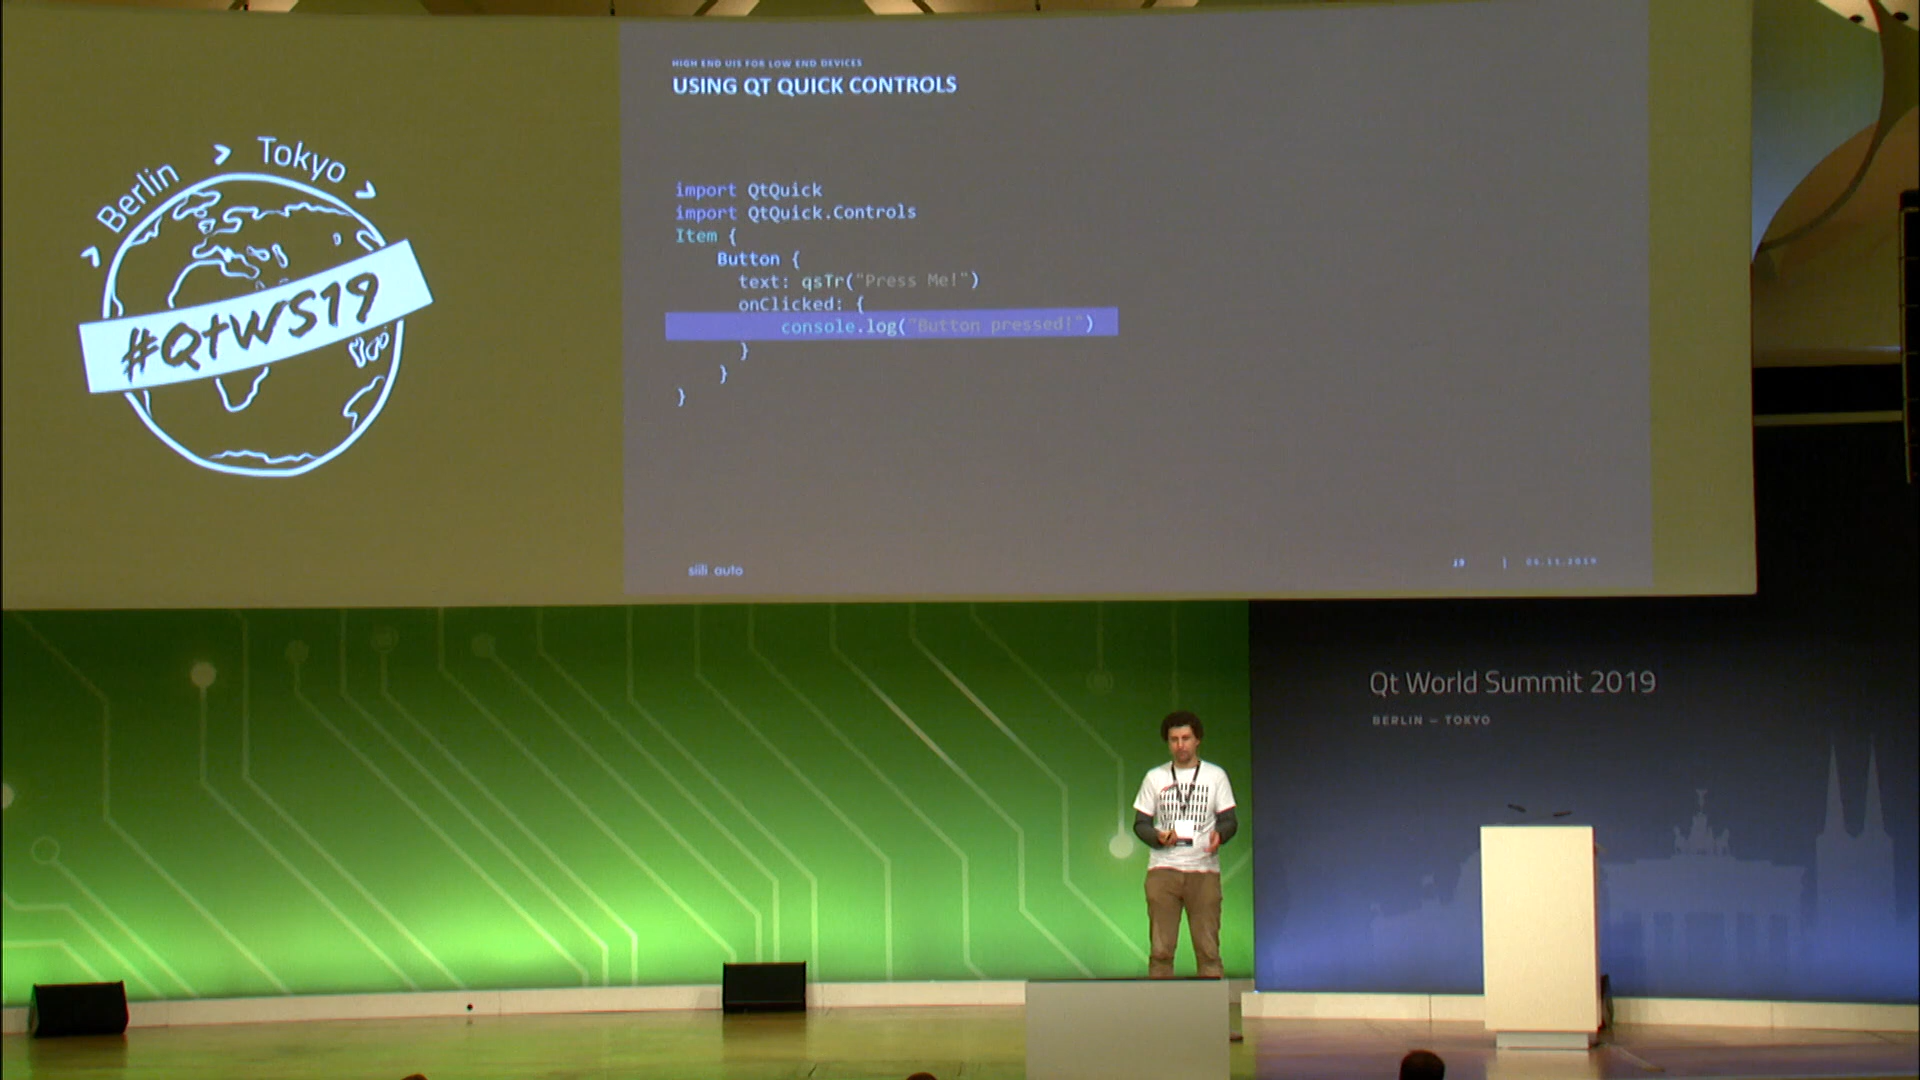 Berlin > Tokyo >
#QtWS19
HIGH END UIS FOR LOW END DEVICES
USING QT QUICK CONTROLS
import QtQuick
import QtQuick.Controls
Item {
Button {
text: qsTr("Press Me!")
onClicked: {
console.log("Button pressed!")
}
}
}
siili auto
19 |
Qt World Summit 2019
BERLIN – TOKYO